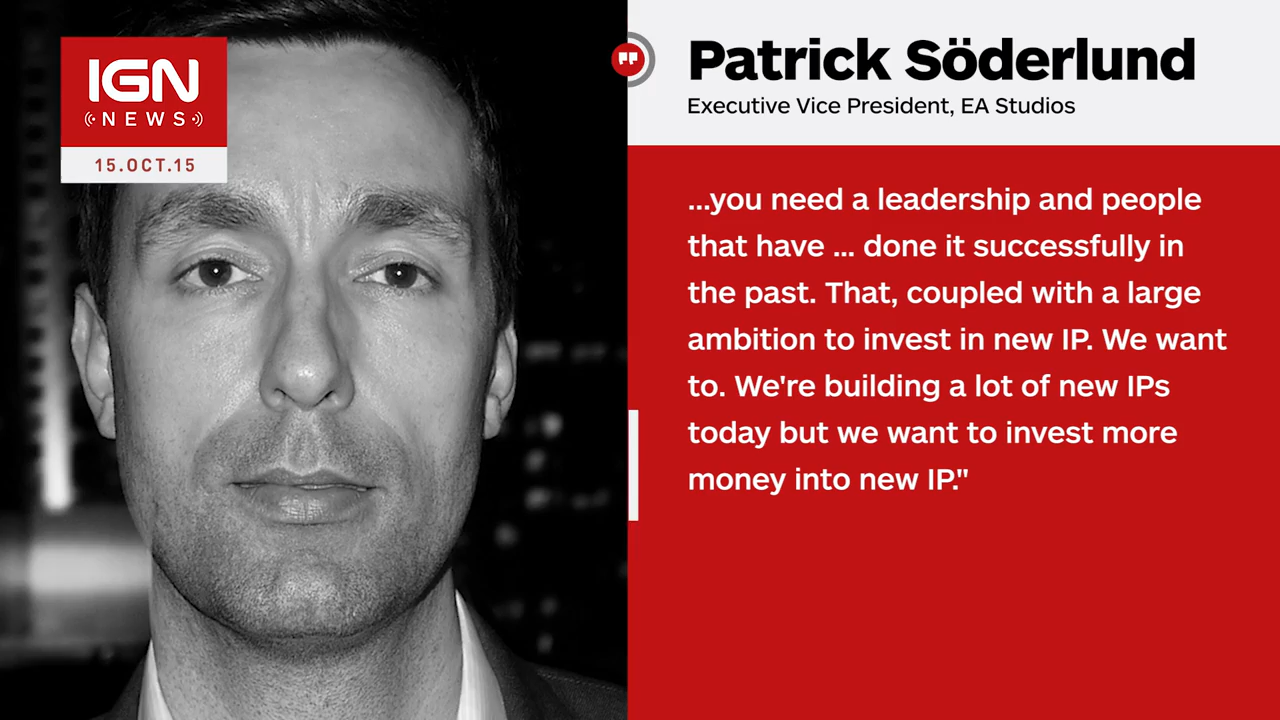 IGN
NEWS
15.OCT.15
Patrick Söderlund
Executive Vice President, EA Studios
...you need a leadership and people
that have ... done it successfully in
the past. That, coupled with a large
ambition to invest in new IP. We want
to. We're building a lot of new IPs
today but we want to invest more
money into new IP."